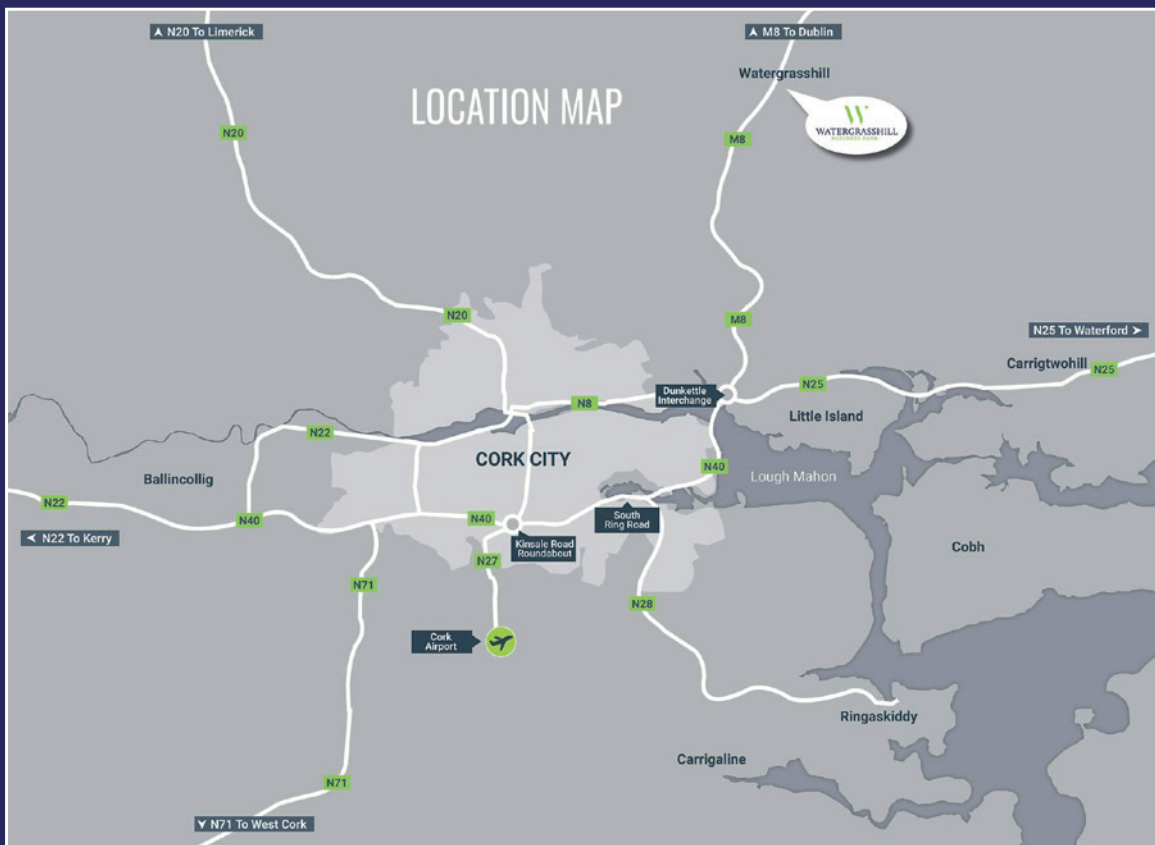 N20 To Limerick
M8 To Dublin
Watergrasshill
LOCATION MAP
W
WATERGRASSHILL
BUSINESS PARK
N20
M8
N20
M8
N25 To Waterford
Carrigtwohill
N25
Dunkettle
Interchange
N25
N8
Little Island
N22
CORK CITY
N40
Lough Mahon
Ballincollig
N22
N40
N40
South
Ring Road
N22 To Kerry
Kinsale Road
Roundabout
Cobh
N27
N71
N28
Cork
Airport
Ringaskiddy
Carrigaline
N71
N71 To West Cork